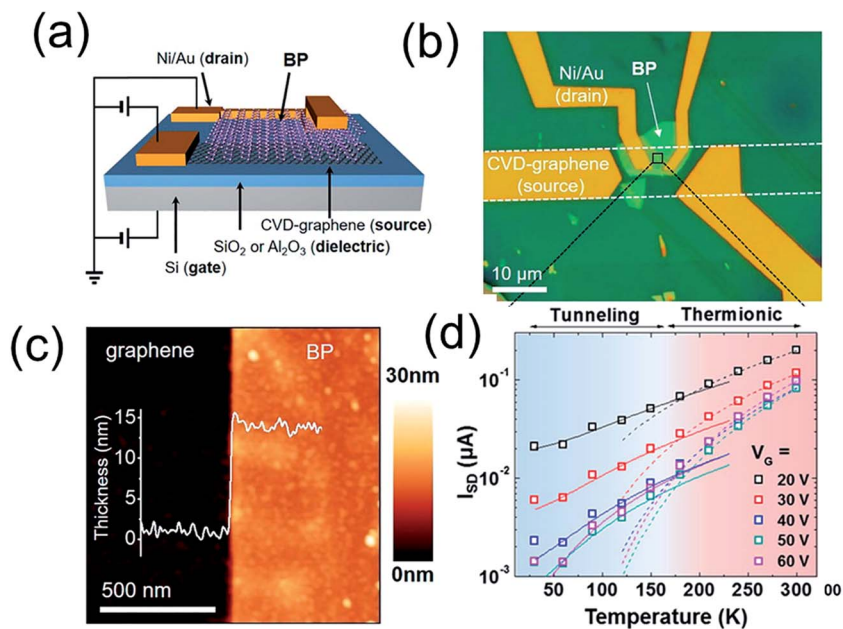 (a)
Ni/Au (drain)
BP
CVD-graphene (source)
SiO2 or Al2O3 (dielectric)
Si (gate)
(b)
Ni/Au
(drain)
BP
CVD-graphene
(source)
10 μm
(c)
graphene
BP
Thickness (nm)
15
10
5
0
500 nm
30nm
0nm
(d)
Tunneling
Thermionic
ISD (μA)
10-1
10-2
10-3
VG =
20 V
30 V
40 V
50 V
60 V
50 100 150 200 250 300 00
Temperature (K)